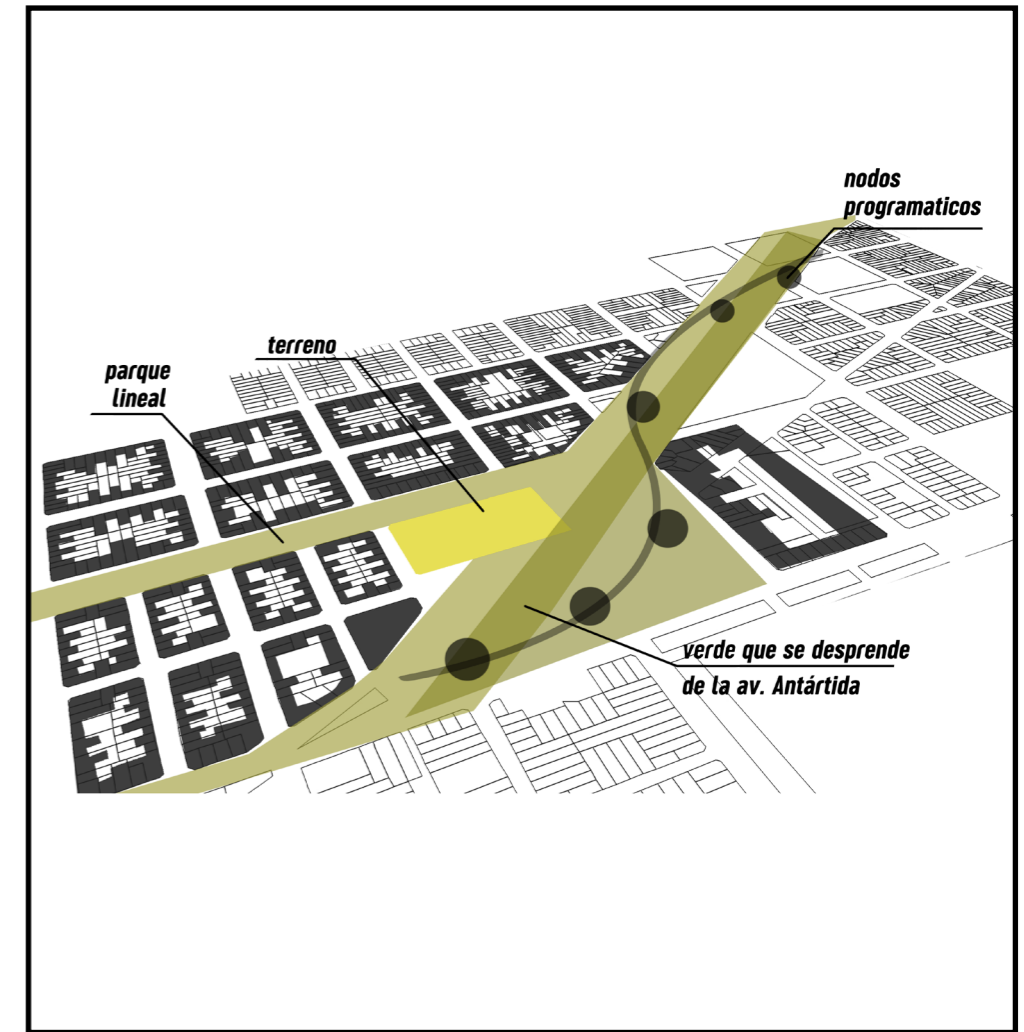 nodos
programaticos
terreno
parque
lineal
verde que se desprende
de la av. Antártida